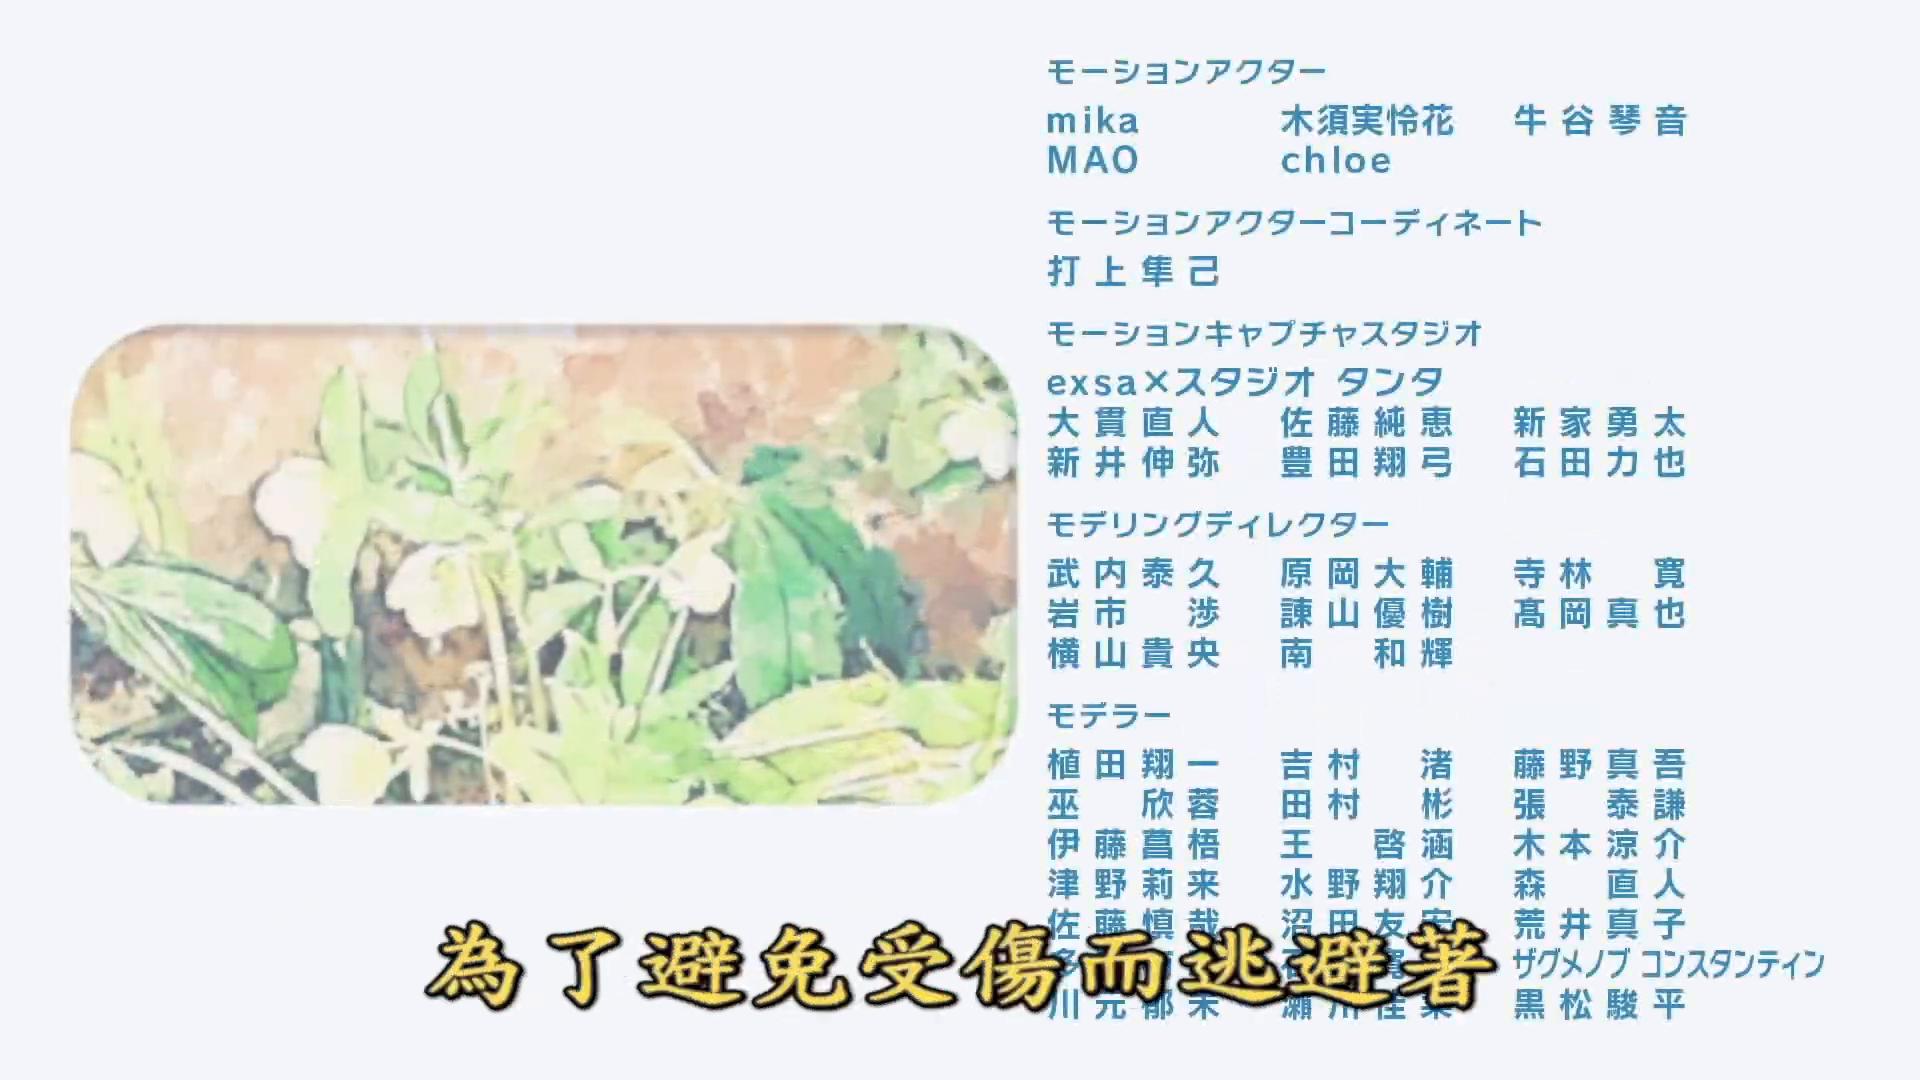 モーションアクター
mika 木須実怜花 牛谷琴音
MAO chloe
モーションアクターコーディネート
打上隼己
モーションキャプチャスタジオ
exsa×スタジオ タンタ
大貫直人 佐藤純恵 新家勇太
新井伸弥 豊田翔弓 石田力也
モデリングディレクター
武内泰久 原岡大輔 寺林 寛
岩市 渉 諌山優樹 髙岡真也
横山貴央 南 和輝
モデラー
植田翔一 吉村 渚 藤野真吾
巫 欣蓉 田村 彬 張 泰謙
伊藤菖梧 王 啓涵 木本涼介
津野莉来 水野翔介 森 直人
佐藤慎哉 沼田友宏 荒井真子
ザグメノブ コンスタンティン
黒松駿平
為了避免受傷而逃避著